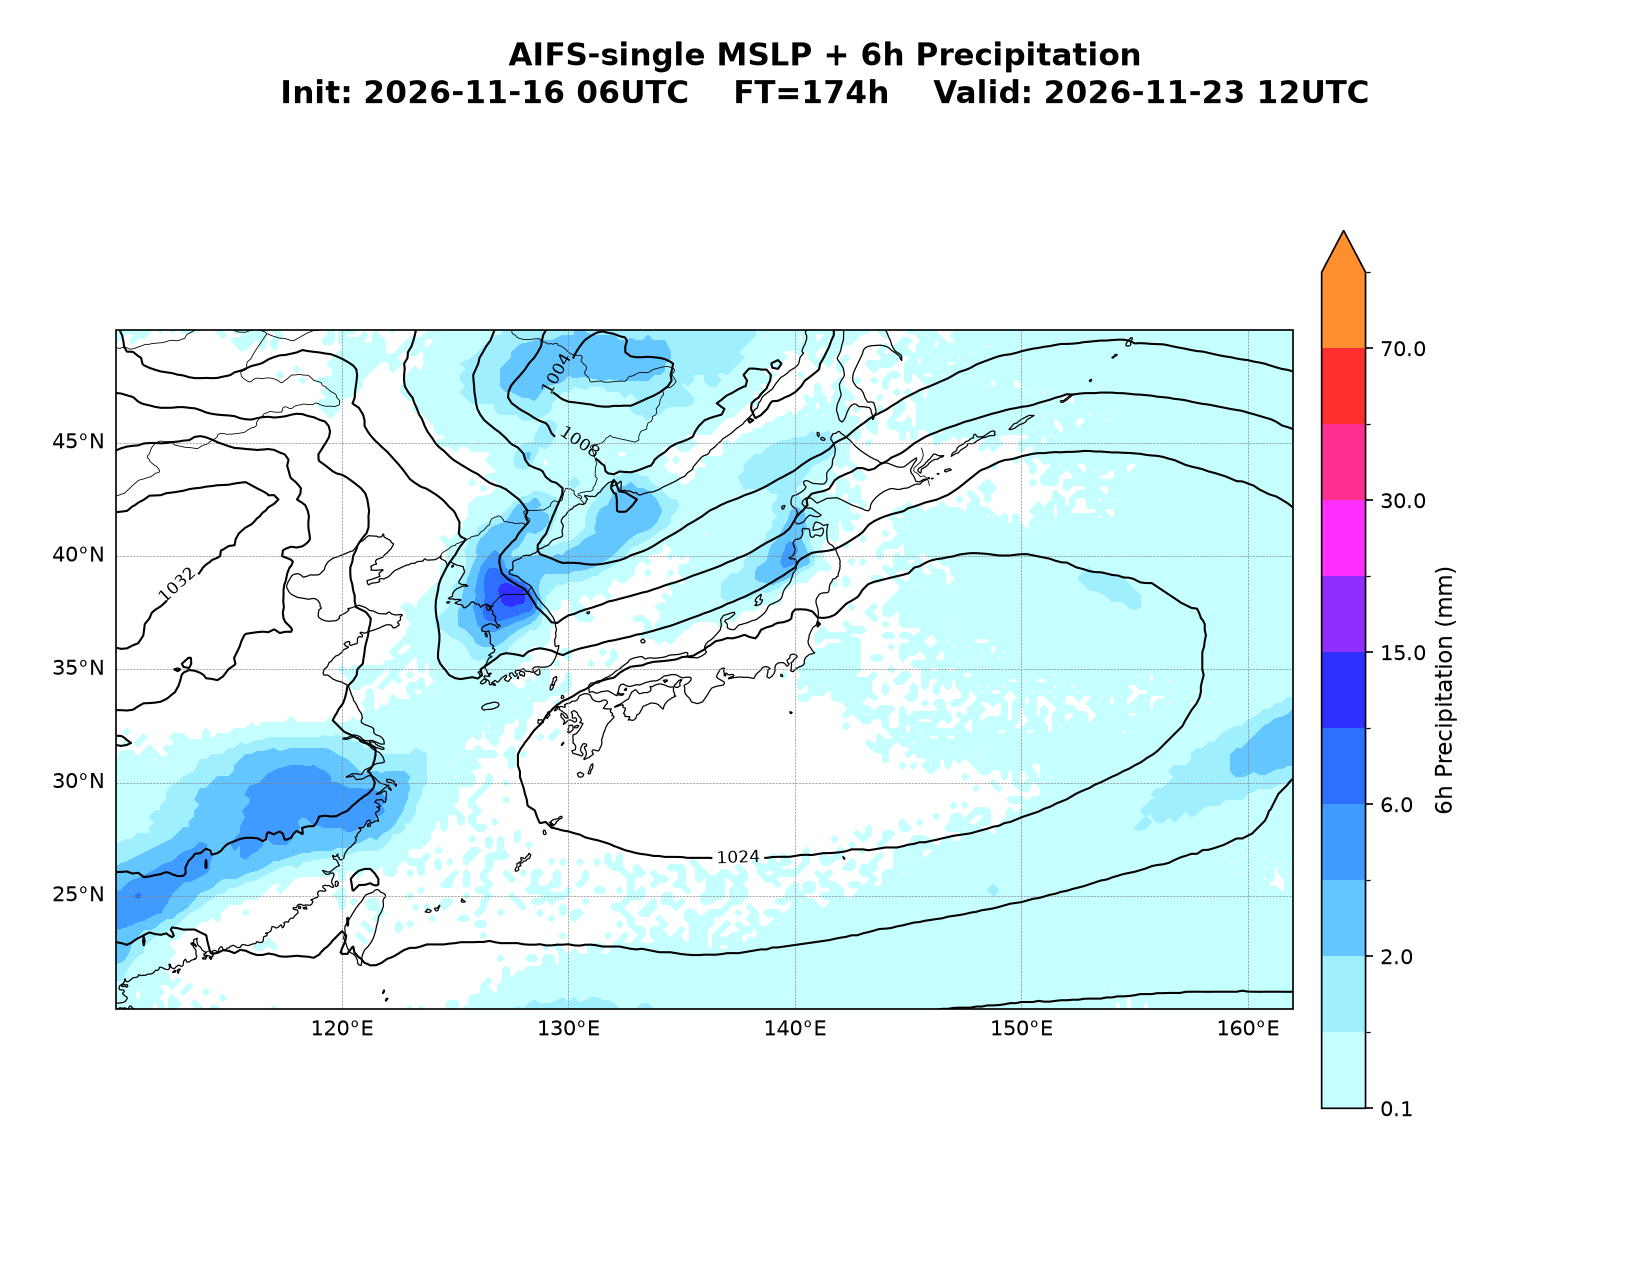 AIFS-single MSLP + 6h Precipitation
Init: 2026-11-16 06UTC    FT=174h    Valid: 2026-11-23 12UTC
1004
1008
1032
1024
45°N
40°N
35°N
30°N
25°N
120°E
130°E
140°E
150°E
160°E
70.0
30.0
15.0
6.0
2.0
0.1
6h Precipitation (mm)